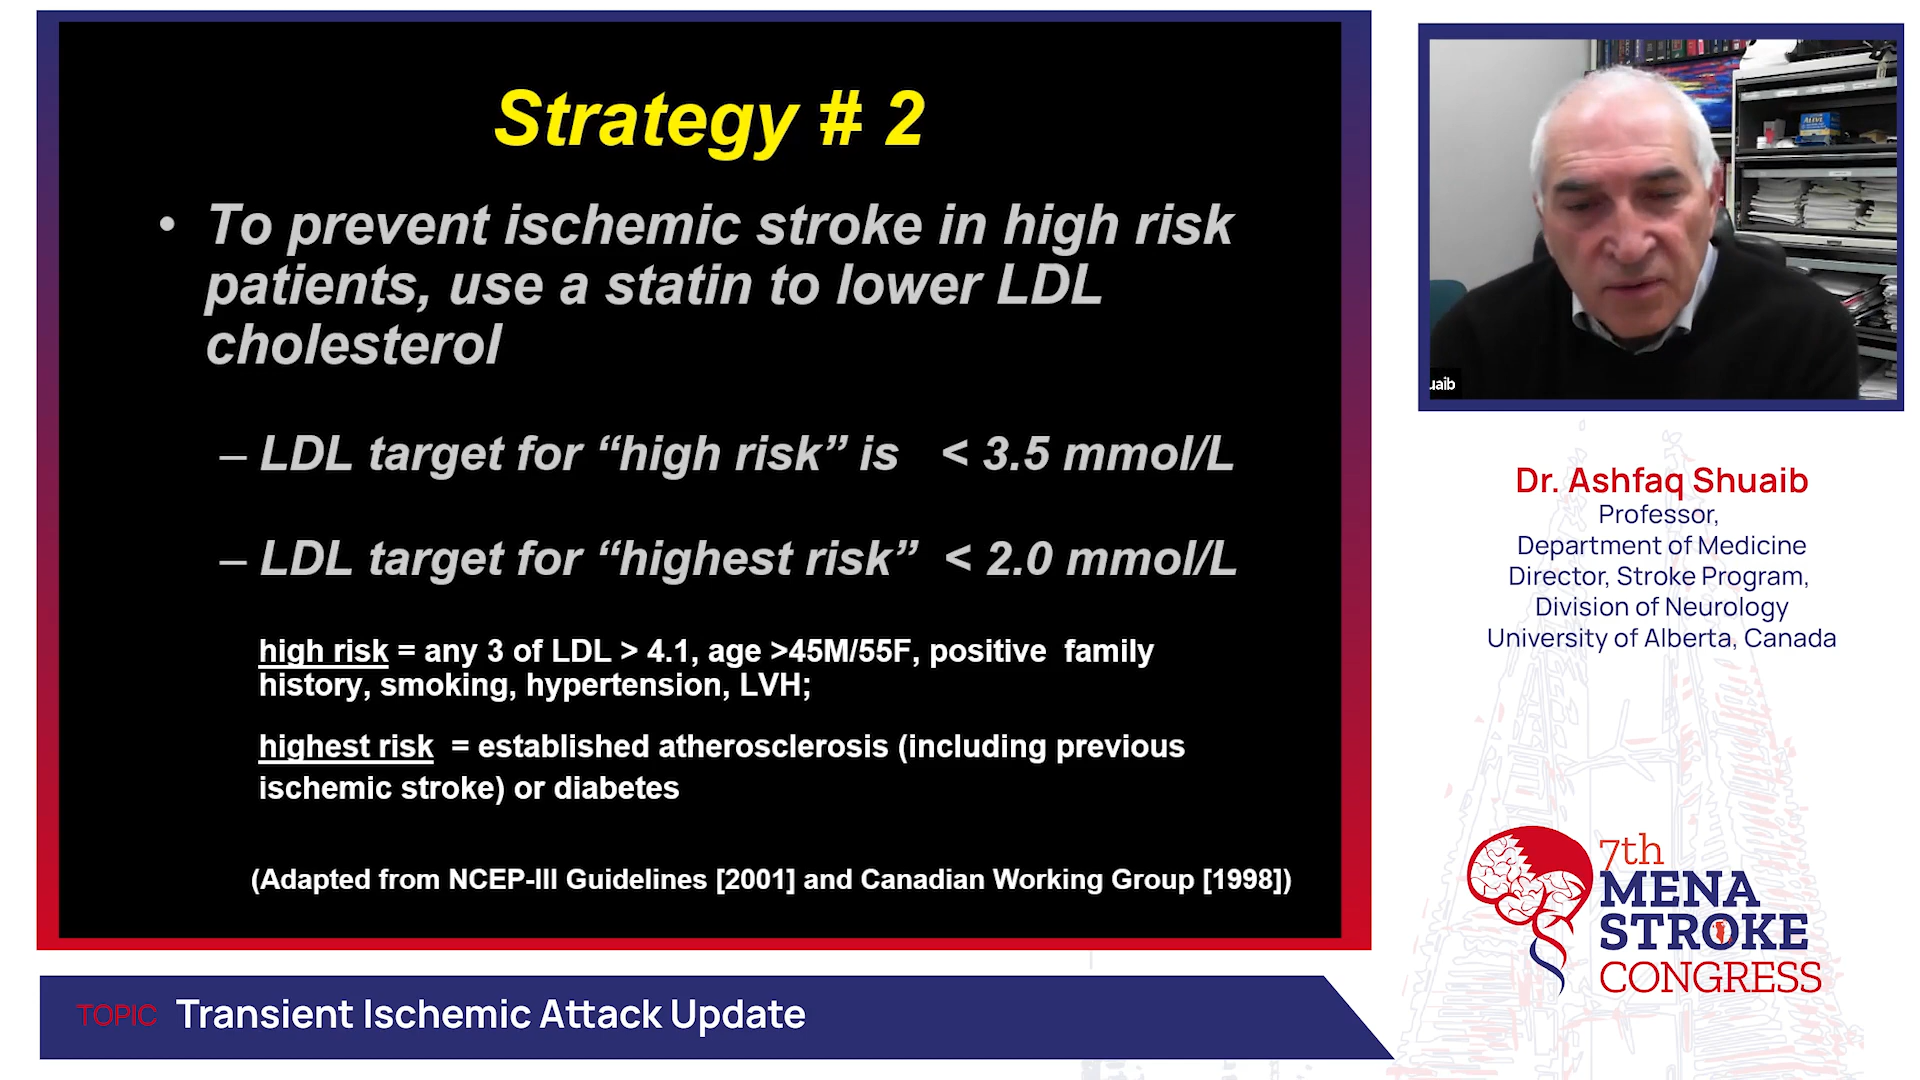 Strategy # 2
• To prevent ischemic stroke in high risk
patients, use a statin to lower LDL
cholesterol
– LDL target for “high risk” is < 3.5 mmol/L
– LDL target for “highest risk” < 2.0 mmol/L
high risk = any 3 of LDL > 4.1, age >45M/55F, positive family
history, smoking, hypertension, LVH;
highest risk = established atherosclerosis (including previous
ischemic stroke) or diabetes
(Adapted from NCEP-III Guidelines [2001] and Canadian Working Group [1998])
TOPIC Transient Ischemic Attack Update
ALEVE
uaib
Dr. Ashfaq Shuaib
Professor,
Department of Medicine
Director, Stroke Program,
Division of Neurology
University of Alberta, Canada
7th
MENA
STROKE
CONGRESS